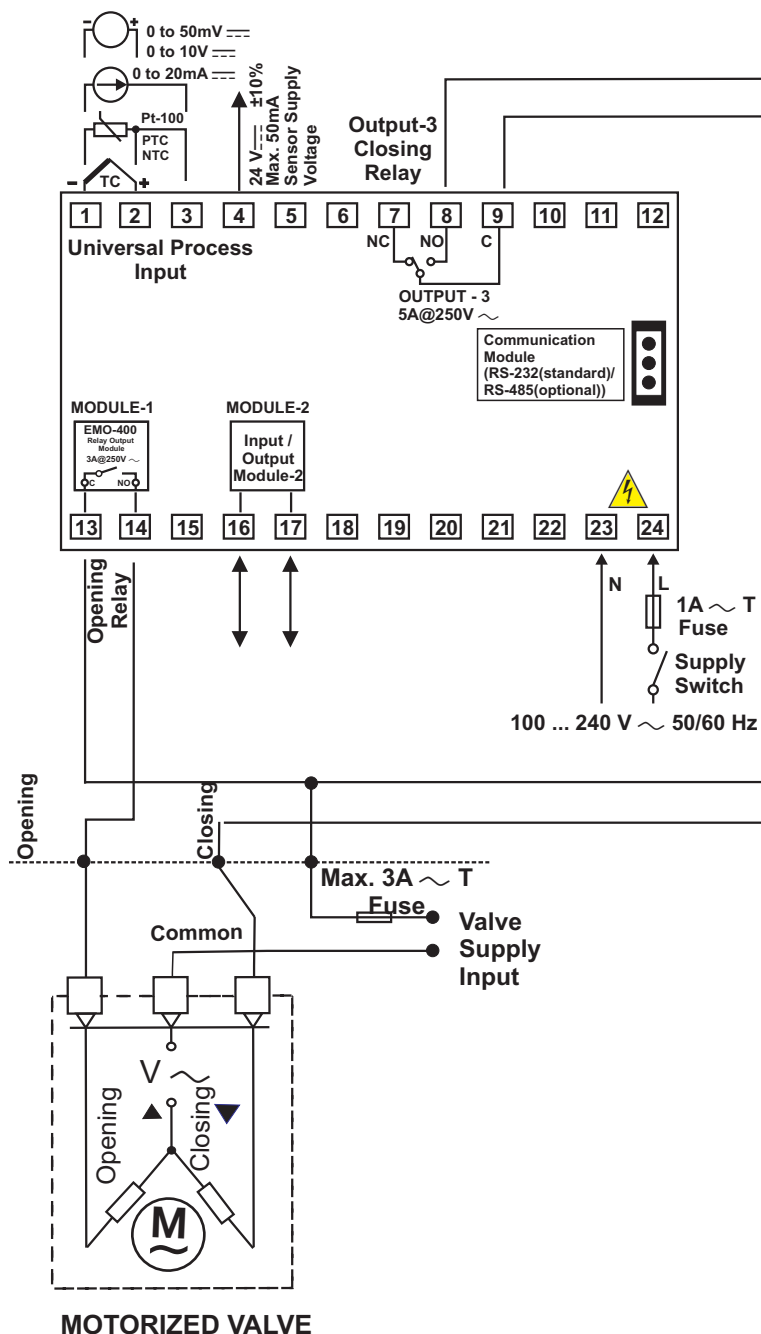 - +
0 to 50mV ⎓
0 to 10V ⎓
0 to 20mA ⎓
Pt-100
PTC
NTC
- TC +
24 V ⎓ ±10%
Max. 50mA
Sensor Supply
Voltage
Output-3
Closing
Relay
1 2 3 4 5 6 7 8 9 10 11 12
Universal Process
Input
NC NO C
OUTPUT - 3
5A@250V ～
Communication
Module
(RS-232(standard)/
RS-485(optional))
MODULE-1
EMO-400
Relay Output
Module
3A@250V ～
C NO
MODULE-2
Input /
Output
Module-2
13 14 15 16 17 18 19 20 21 22 23 24
Opening
Relay
N
L
1A ～ T
Fuse
Supply
Switch
100 ... 240 V ～ 50/60 Hz
Opening
Closing
Max. 3A ～ T
Fuse
Common
Valve
Supply
Input
V ～
Opening
Closing
M
～
MOTORIZED VALVE